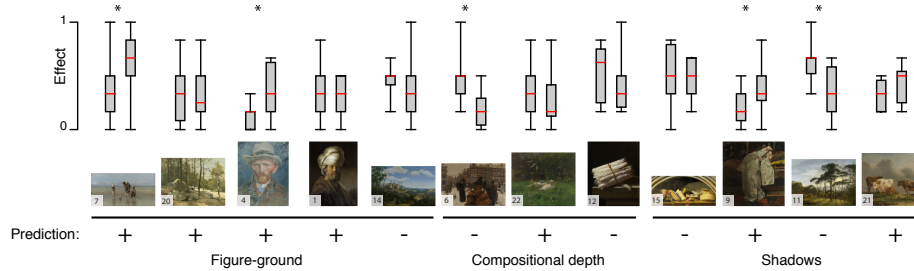 * * * * *
1
Effect
0
7 20 4 1 14 6 22 12 15 9 11 21
Prediction: + + + + - - + - - + - +
Figure-ground Compositional depth Shadows